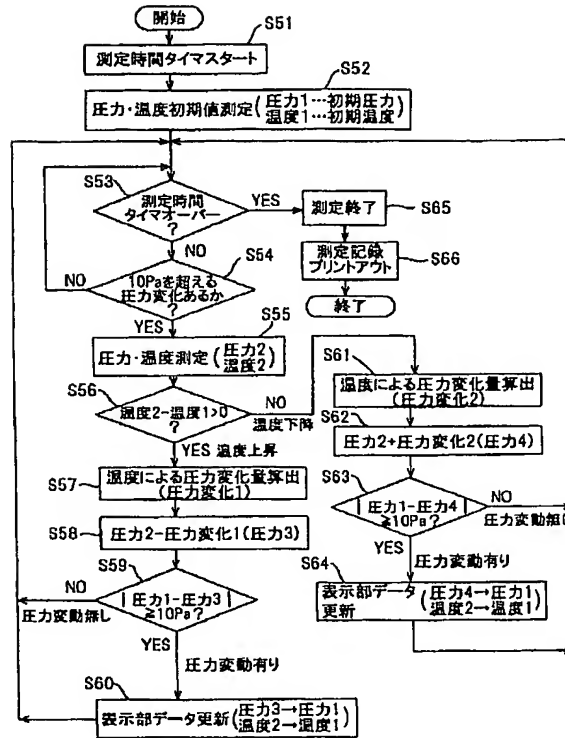 開始
S51
測定時間タイマスタート
S52
圧力・温度初期値測定(圧力1…初期圧力
温度1…初期温度)
S53
測定時間
タイマオーバー
?
YES
測定終了
S65
NO
測定記録
プリントアウト
S66
終了
S54
10Paを超える
圧力変化あるか
?
NO
YES
S55
圧力・温度測定(圧力2
温度2)
S56
温度2-温度1>0
?
NO
温度下降
YES 温度上昇
S57
温度による圧力変化量算出
(圧力変化1)
S58
圧力2-圧力変化1(圧力3)
S59
|圧力1-圧力3|
≧10Pa?
NO
圧力変動無し
YES
圧力変動有り
S60
表示部データ更新(圧力3→圧力1
温度2→温度1)
S61
温度による圧力変化量算出
(圧力変化2)
S62
圧力2+圧力変化2(圧力4)
S63
|圧力1-圧力4|
≧10Pa?
NO
圧力変動無し
YES
圧力変動有り
S64
表示部データ
更新
(圧力4→圧力1
温度2→温度1)